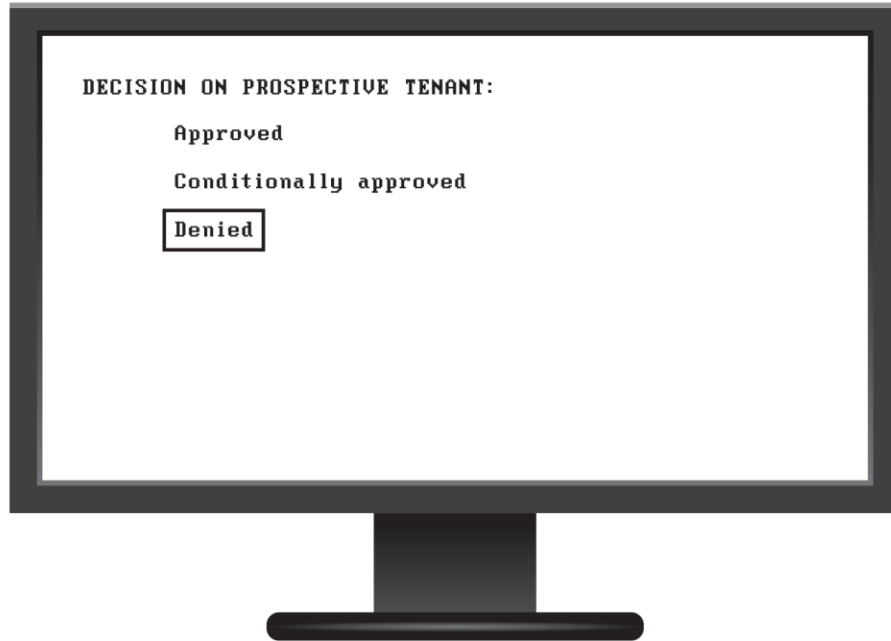 DECISION ON PROSPECTIVE TENANT:
Approved
Conditionally approved
Denied